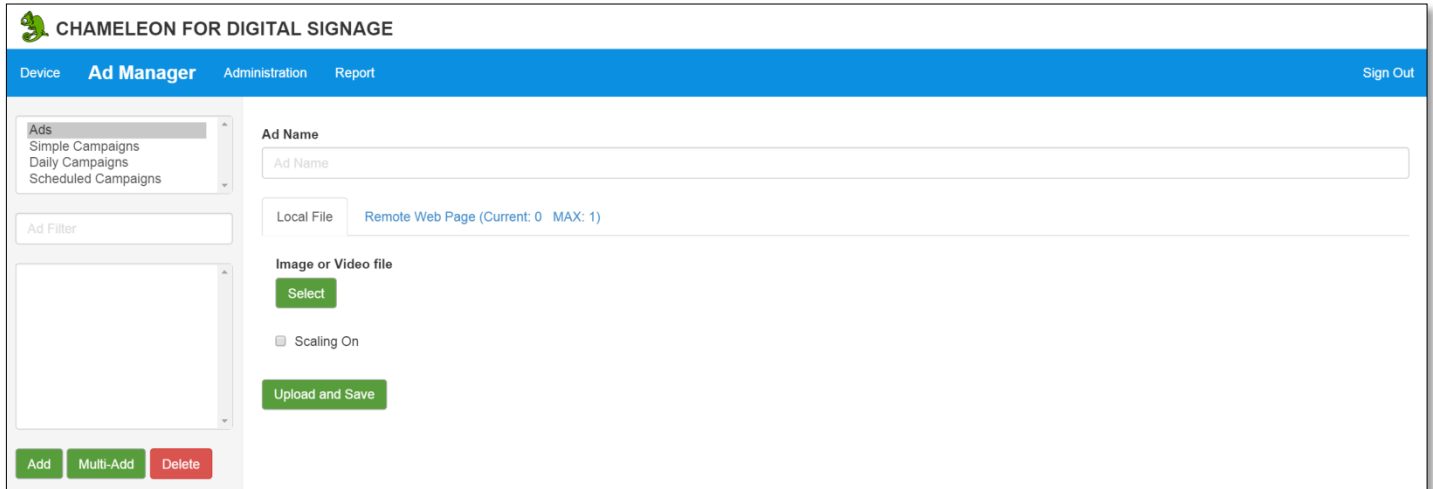 CHAMELEON FOR DIGITAL SIGNAGE
Device Ad Manager Administration Report Sign Out
Ads
Simple Campaigns
Daily Campaigns
Scheduled Campaigns
Ad Filter
Add Multi-Add Delete
Ad Name
Ad Name
Local File Remote Web Page (Current: 0 MAX: 1)
Image or Video file
Select
Scaling On
Upload and Save